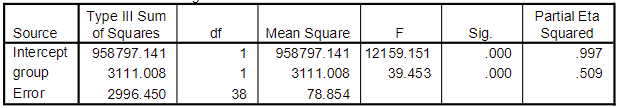 Source Type III Sum of Squares df Mean Square F Sig. Partial Eta Squared
Intercept 958797.141 1 958797.141 12159.151 .000 .997
group 3111.008 1 3111.008 39.453 .000 .509
Error 2996.450 38 78.854